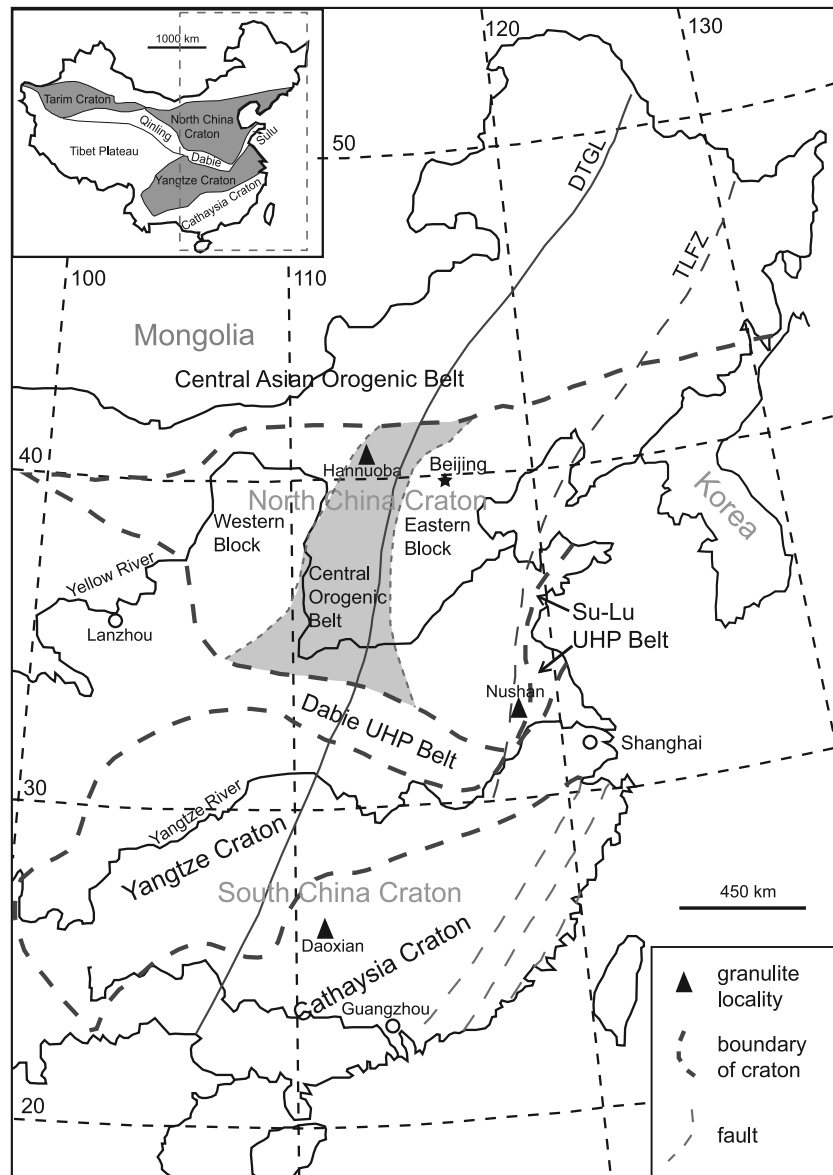 1000 km
Tarim Craton
North China
Craton
Qinling
Dabie
Sulu
Tibet Plateau
Yangtze Craton
Cathaysia Craton
120
130
50
DTGL
TLFZ
100
110
Mongolia
Central Asian Orogenic Belt
40
Hannuoba
Beijing
North China Craton
Western
Block
Eastern
Block
Korea
Yellow River
Central
Orogenic
Belt
Lanzhou
Su-Lu
UHP Belt
Nushan
Dabie UHP Belt
Shanghai
30
Yangtze River
Yangtze Craton
South China Craton
450 km
Daoxian
Cathaysia Craton
Guangzhou
20
granulite
locality
boundary
of craton
fault